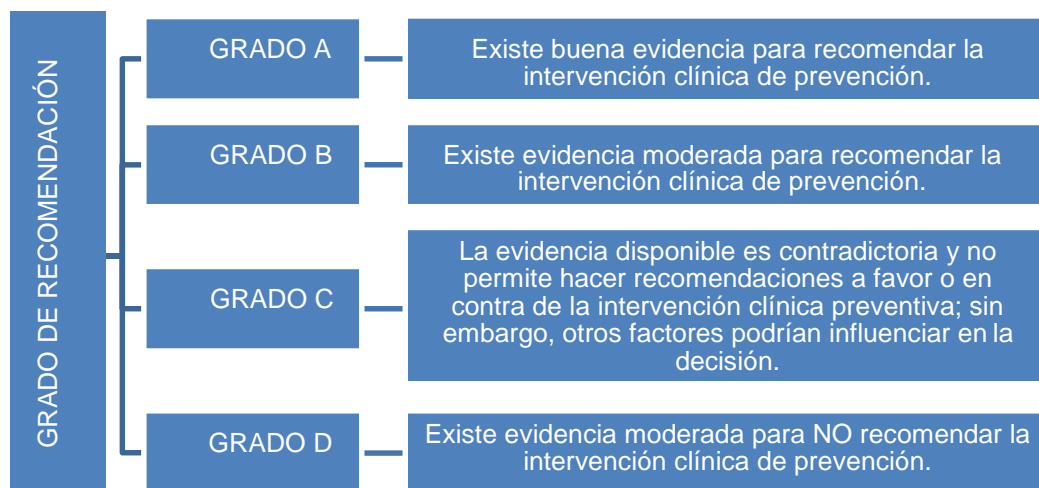 GRADO DE RECOMENDACIÓN
GRADO A
Existe buena evidencia para recomendar la
intervención clínica de prevención.
GRADO B
Existe evidencia moderada para recomendar la
intervención clínica de prevención.
GRADO C
La evidencia disponible es contradictoria y no
permite hacer recomendaciones a favor o en
contra de la intervención clínica preventiva; sin
embargo, otros factores podrían influenciar en la
decisión.
GRADO D
Existe evidencia moderada para NO recomendar la
intervención clínica de prevención.